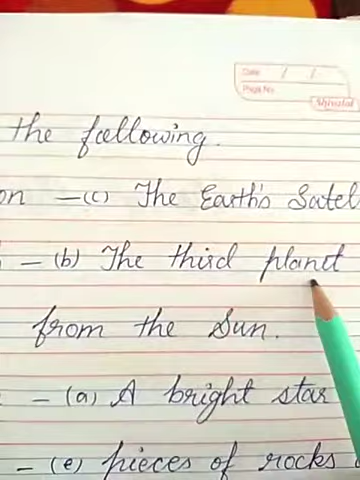 Date / /
Page No.
Shivalal
the following.
on – (c) The Earth's Satel
– (b) The third planet
from the Sun.
– (a) A bright star
– (e) pieces of rocks